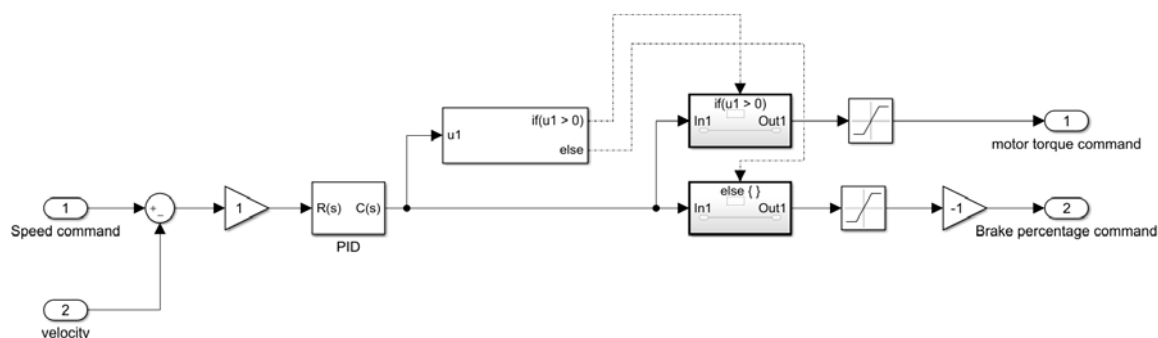 if(u1 > 0)
u1
else
if(u1 > 0)
In1
Out1
1
motor torque command
else { }
In1
Out1
-1
2
Brake percentage command
1
Speed command
+
−
1
R(s)
C(s)
PID
2
velocity